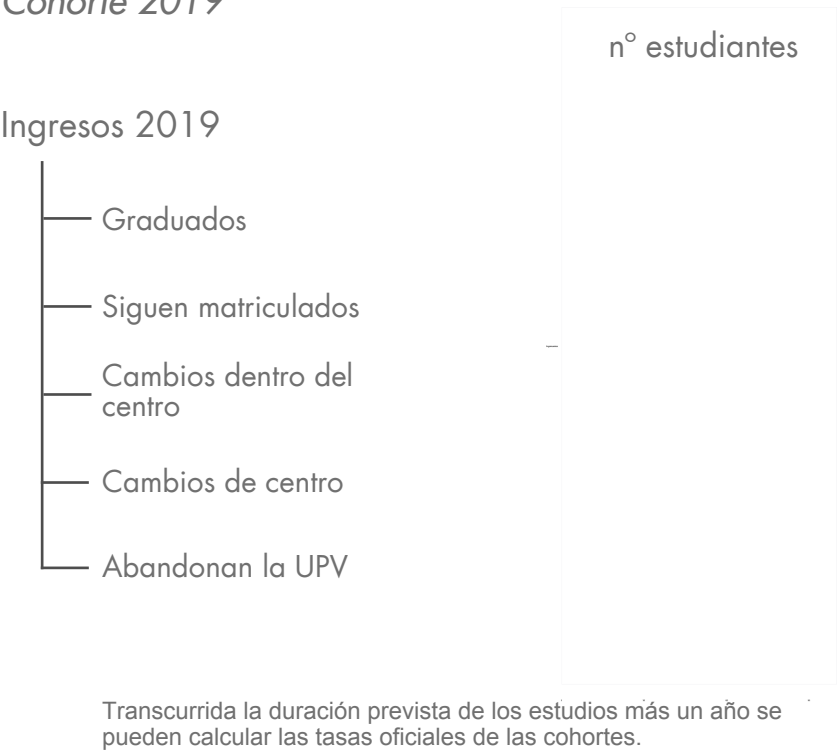 Cohorte 2019
nº estudiantes
Ingresos 2019
Graduados
Siguen matriculados
Cambios dentro del
centro
Cambios de centro
Abandonan la UPV
Transcurrida la duración prevista de los estudios más un año se
pueden calcular las tasas oficiales de las cohortes.